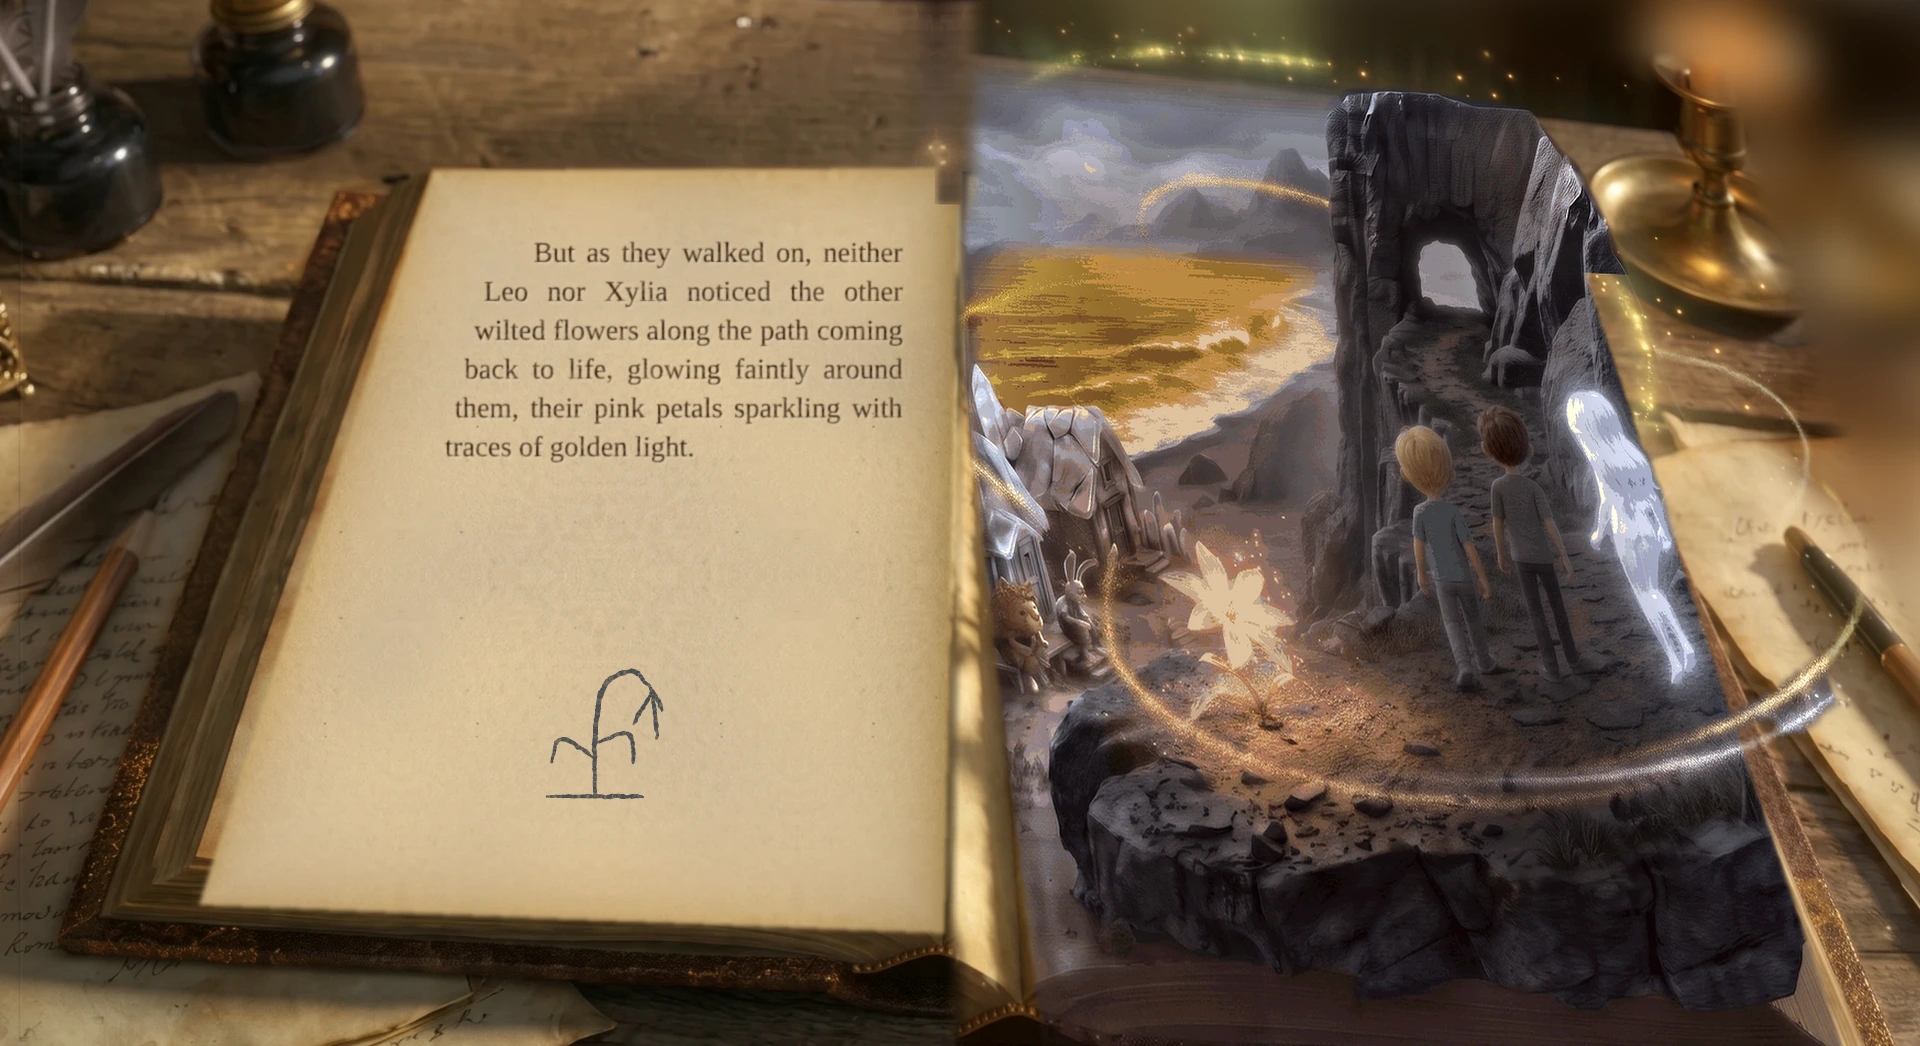 But as they walked on, neither
Leo nor Xylia noticed the other
wilted flowers along the path coming
back to life, glowing faintly around
them, their pink petals sparkling with
traces of golden light.